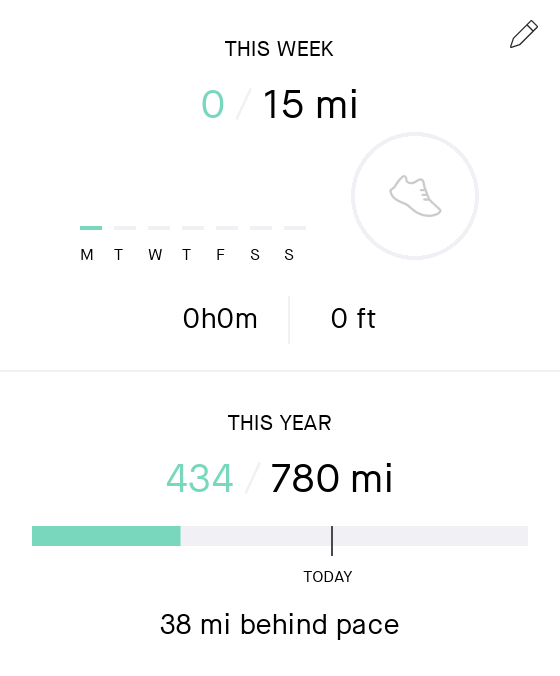 THIS WEEK
0 / 15 mi
M T W T F S S
0h0m 0 ft
THIS YEAR
434 / 780 mi
TODAY
38 mi behind pace